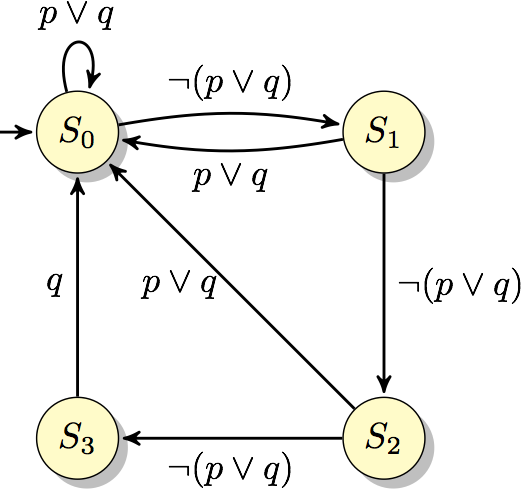 p ∨ q
¬(p ∨ q)
S₀
S₁
p ∨ q
q
p ∨ q
¬(p ∨ q)
S₃
S₂
¬(p ∨ q)